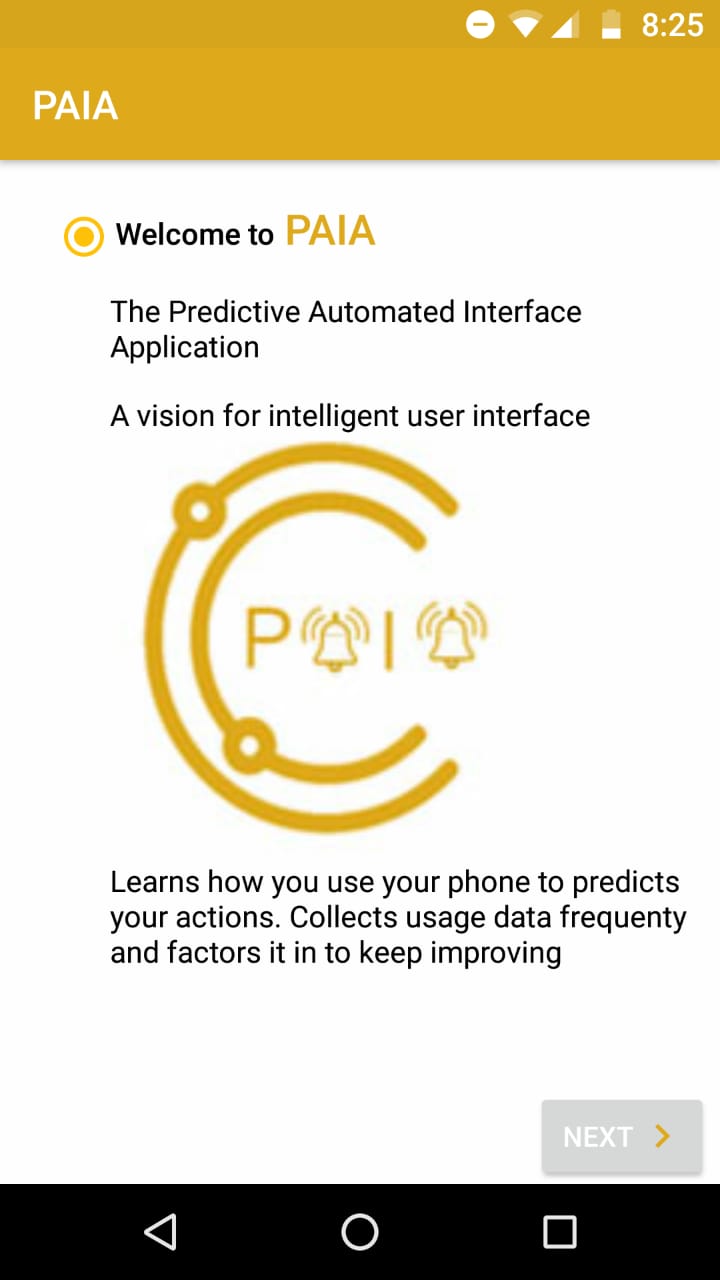 8:25
PAIA
Welcome to PAIA
The Predictive Automated Interface
Application
A vision for intelligent user interface
P I
Learns how you use your phone to predicts
your actions. Collects usage data frequenty
and factors it in to keep improving
NEXT